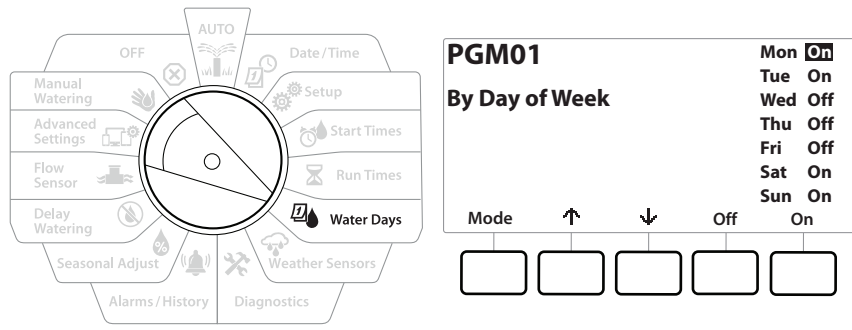 AUTO
OFF
Date / Time
Manual
Watering
Setup
Advanced
Settings
Start Times
Flow
Sensor
Run Times
Delay
Watering
Water Days
Seasonal Adjust
Weather Sensors
Alarms / History
Diagnostics
PGM01
By Day of Week
Mon On
Tue On
Wed Off
Thu Off
Fri Off
Sat On
Sun On
Mode ↑ ↓ Off On